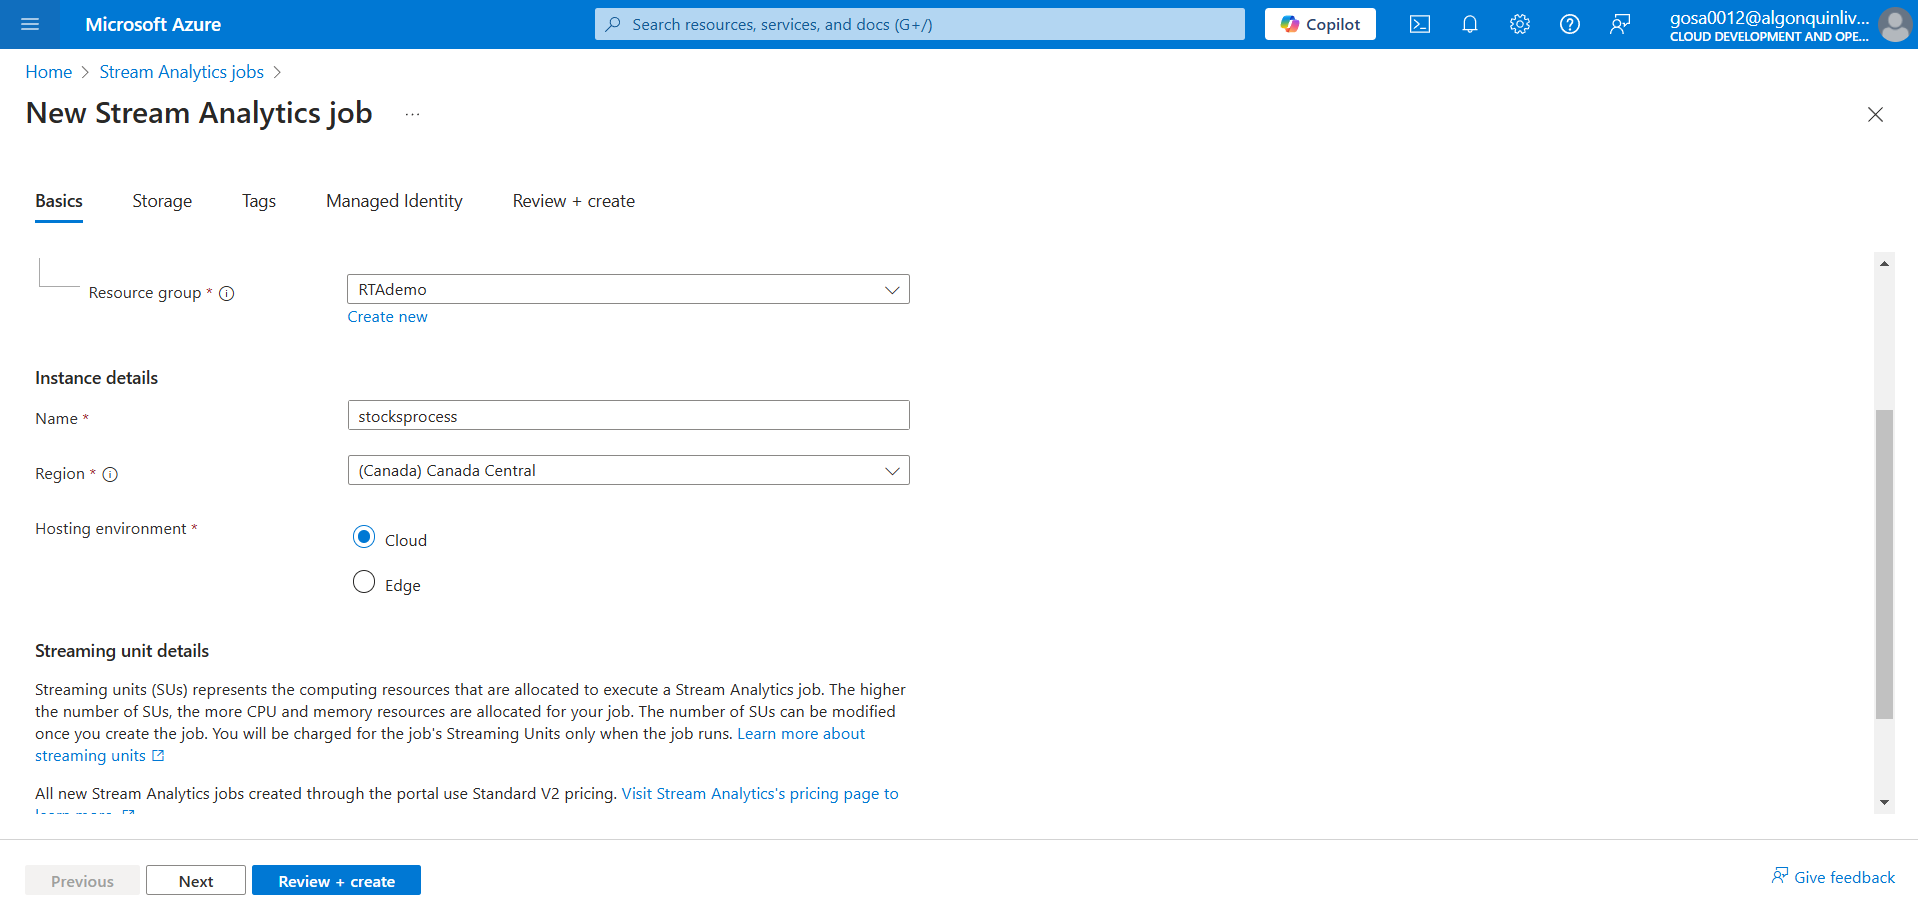 Microsoft Azure
Search resources, services, and docs (G+/)
Copilot
gosa0012@algonquinliv...
CLOUD DEVELOPMENT AND OPE...
Home > Stream Analytics jobs >
New Stream Analytics job ...
Basics Storage Tags Managed Identity Review + create
Resource group * RTAdemo
Create new
Instance details
Name * stocksprocess
Region * (Canada) Canada Central
Hosting environment * Cloud
Edge
Streaming unit details
Streaming units (SUs) represents the computing resources that are allocated to execute a Stream Analytics job. The higher
the number of SUs, the more CPU and memory resources are allocated for your job. The number of SUs can be modified
once you create the job. You will be charged for the job's Streaming Units only when the job runs. Learn more about
streaming units
All new Stream Analytics jobs created through the portal use Standard V2 pricing. Visit Stream Analytics's pricing page to
learn more.
Previous Next Review + create
Give feedback